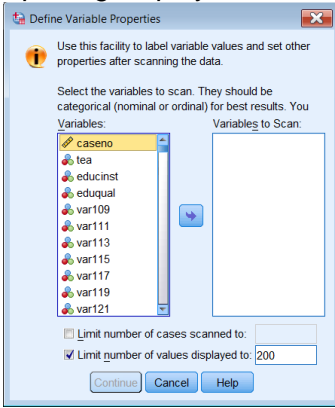 Define Variable Properties
Use this facility to label variable values and set other
properties after scanning the data.
Select the variables to scan. They should be
categorical (nominal or ordinal) for best results. You
Variables:
Variables to Scan:
caseno
tea
educinst
eduqual
var109
var111
var113
var115
var117
var119
var121
Limit number of cases scanned to:
Limit number of values displayed to: 200
Continue Cancel Help